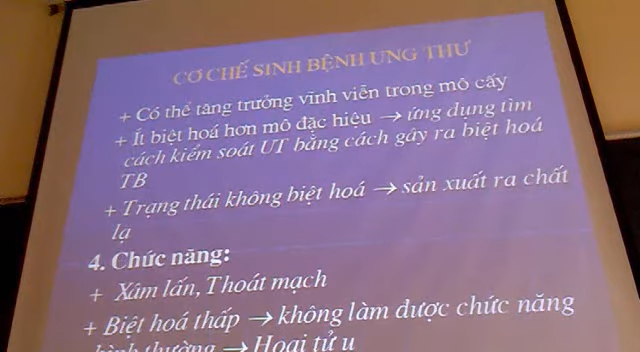 CƠ CHẾ SINH BỆNH UNG THƯ
+ Có thể tăng trưởng vĩnh viễn trong mô cấy
+ Ít biệt hoá hơn mô đặc hiệu → ứng dụng tìm
cách kiểm soát UT bằng cách gây ra biệt hoá
TB
+ Trạng thái không biệt hoá → sản xuất ra chất
lạ
4. Chức năng:
+ Xâm lấn, Thoát mạch
+ Biệt hoá thấp → không làm được chức năng
bình thường → Hoại tử u